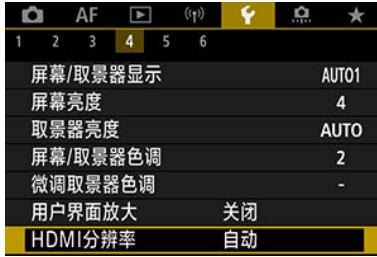 AF
1 2 3 4 5 6
屏幕/取景器显示 AUTO1
屏幕亮度 4
取景器亮度 AUTO
屏幕/取景器色调 2
微调取景器色调 -
用户界面放大 关闭
HDMI分辨率 自动